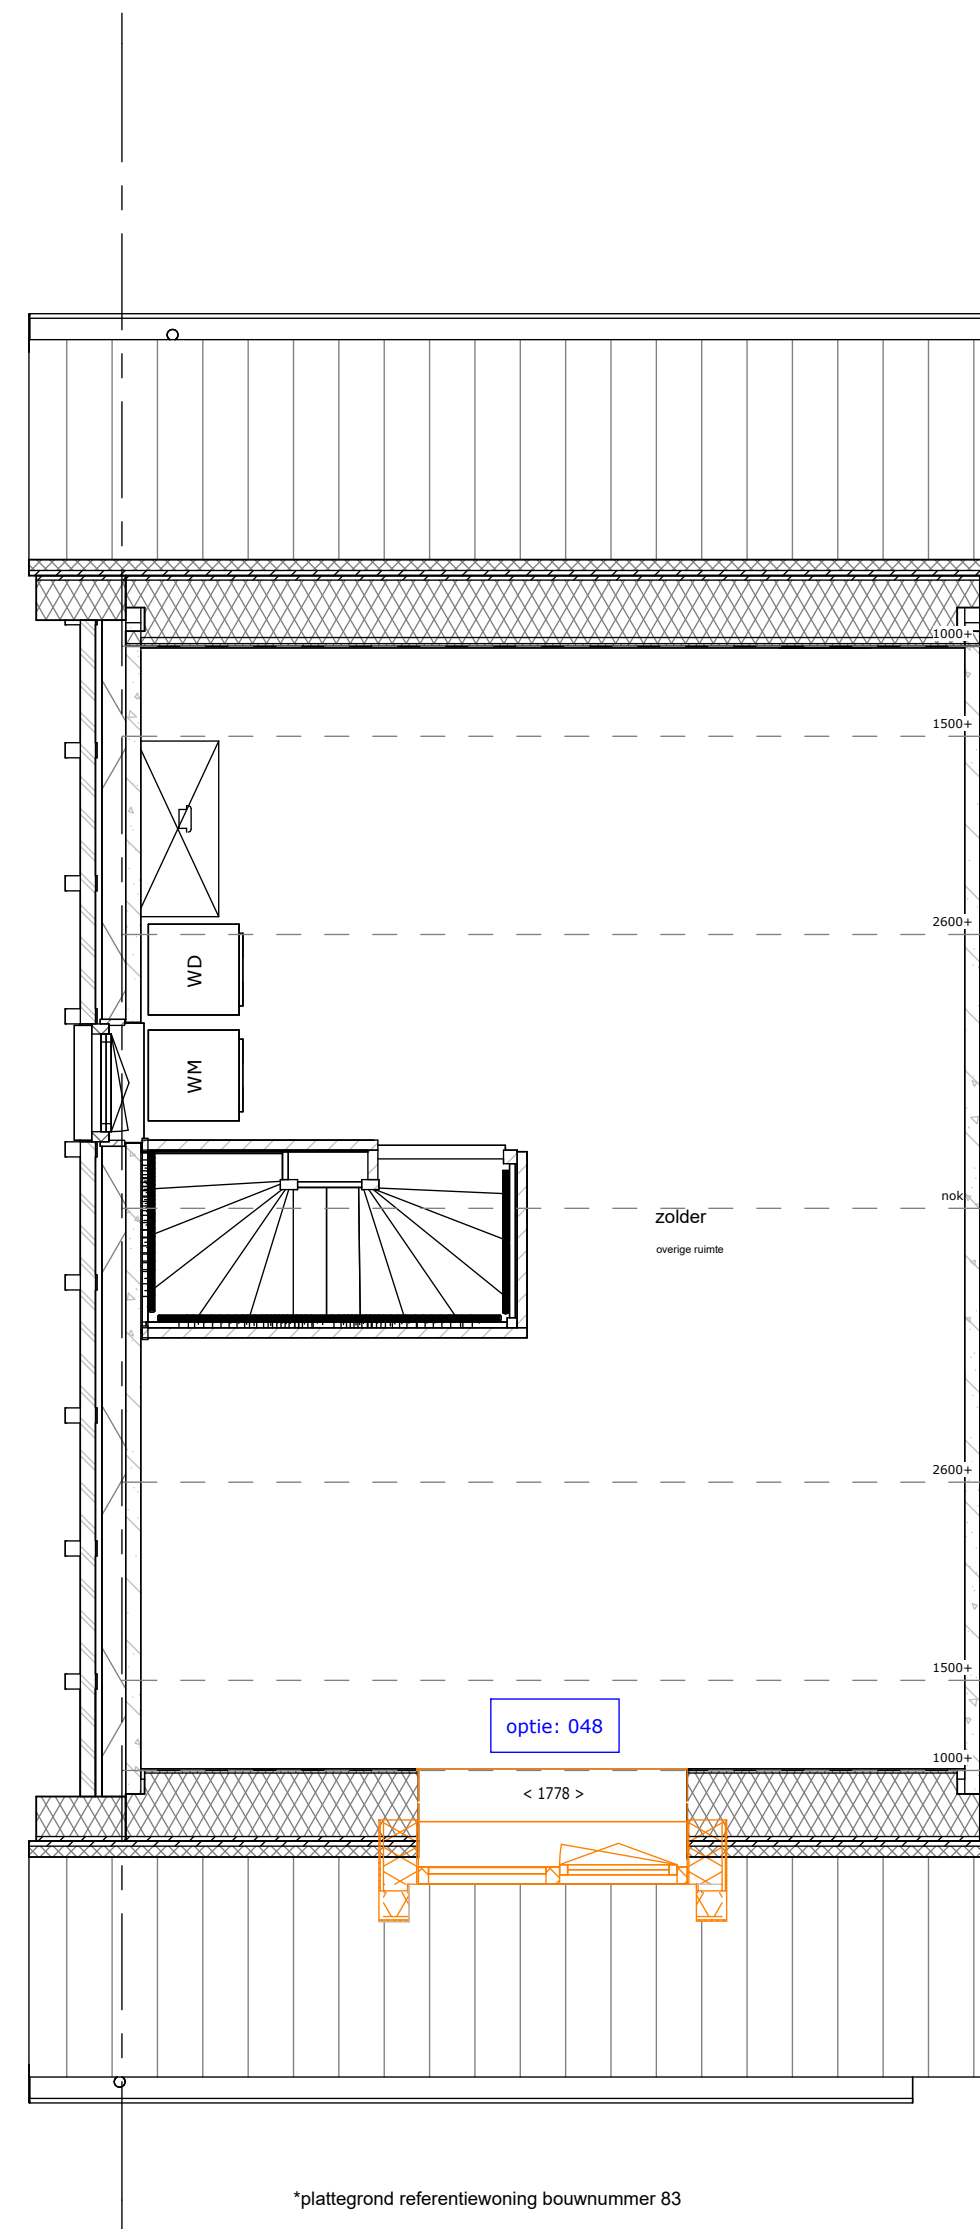 1000+
1500+
2600+
WD
WM
nok
zolder
overige ruimte
2600+
1500+
optie: 048
1000+
< 1778 >
*plattegrond referentiewoning bouwnummer 83